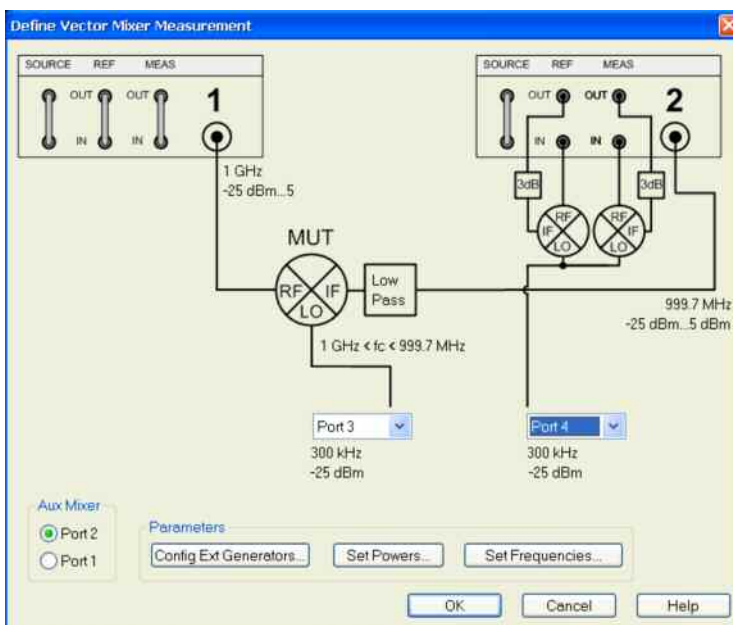 Define Vector Mixer Measurement
SOURCE REF MEAS
OUT OUT 1
IN IN
1 GHz
-25 dBm...5
SOURCE REF MEAS
OUT OUT 2
IN IN
3dB 3dB
RF RF
IF IF
LO LO
MUT
RF IF
LO
Low
Pass
999.7 MHz
-25 dBm...5 dBm
1 GHz < fc < 999.7 MHz
Port 3
300 kHz
-25 dBm
Port 4
300 kHz
-25 dBm
Aux Mixer
Port 2
Port 1
Parameters
Config Ext Generators... Set Powers... Set Frequencies...
OK Cancel Help